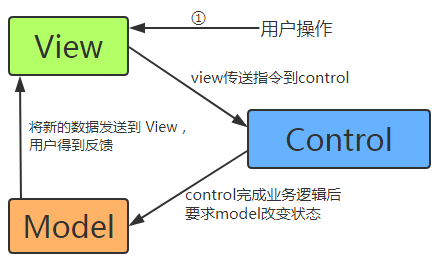 ①
用户操作
View
view传送指令到control
将新的数据发送到 View，
用户得到反馈
Control
control完成业务逻辑后
要求model改变状态
Model